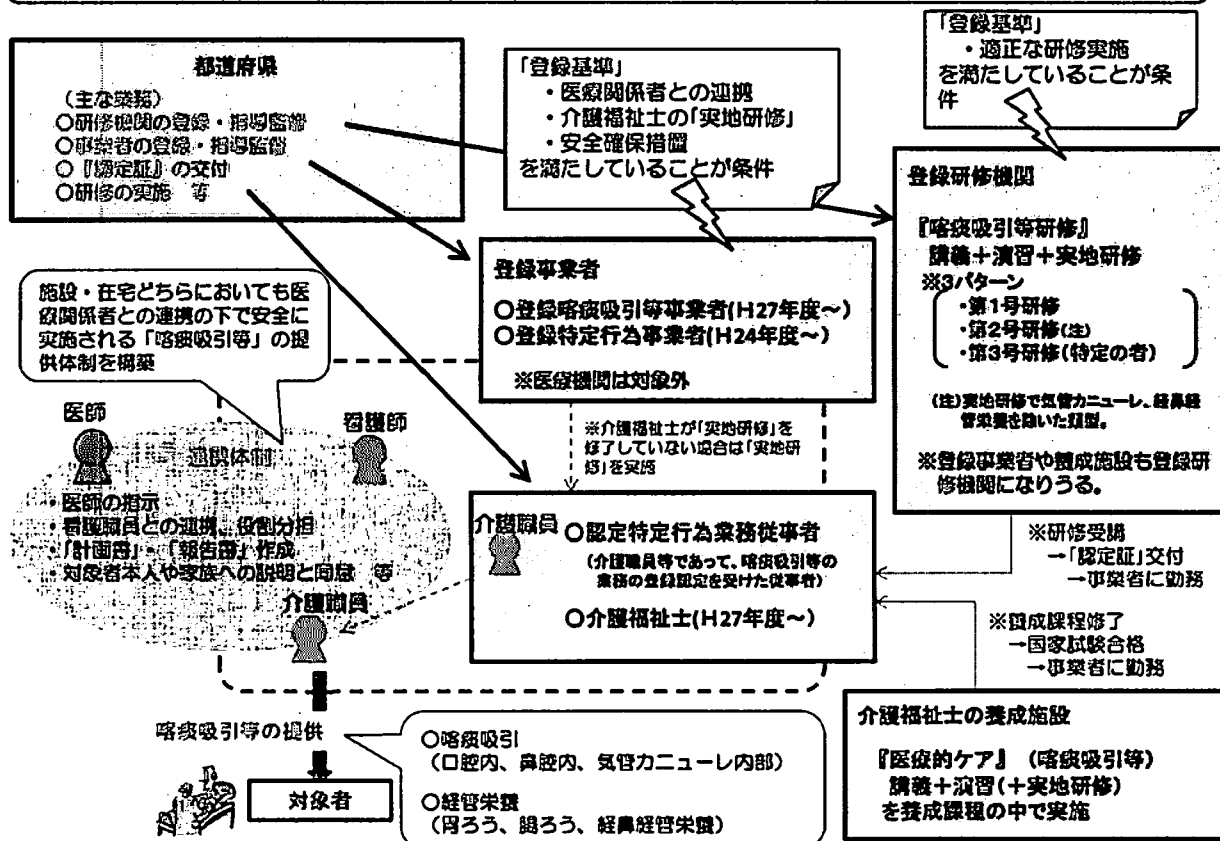 都道府県
(主な業務)
○研修機関の登録・指導監督
○事業者の登録・指導監督
○『認定証』の交付
○研修の実施 等
「登録基準」
・医療関係者との連携
・介護福祉士の「実地研修」
・安全確保措置
を満たしていることが条件
「登録基準」
・適正な研修実施
を満たしていることが条
件
登録研修機関
『喀痰吸引等研修』
講義+演習+実地研修
※3パターン
・第1号研修
・第2号研修(注)
・第3号研修(特定の者)
(注)実地研修で気管カニューレ、経鼻経
管栄養を除いた類型。
※登録事業者や養成施設も登録研
修機関になりうる。
登録事業者
○登録喀痰吸引等事業者(H27年度~)
○登録特定行為事業者(H24年度~)
※医療機関は対象外
施設・在宅どちらにおいても医
療関係者との連携の下で安全に
実施される「喀痰吸引等」の提
供体制を構築
医師
看護師
連携体制
・医師の指示
・看護職員との連携、役割分担
・「計画書」・「報告書」作成
・対象者本人や家族への説明と同意 等
介護職員
※介護福祉士が「実地研修」を
修了していない場合は「実地研
修」を実施
介護職員
○認定特定行為業務従事者
(介護職員等であって、喀痰吸引等の
業務の登録認定を受けた従事者)
○介護福祉士(H27年度~)
※研修受講
→「認定証」交付
→事業者に勤務
※養成課程修了
→国家試験合格
→事業者に勤務
介護福祉士の養成施設
『医療的ケア』(喀痰吸引等)
講義+演習(+実地研修)
を養成課程の中で実施
喀痰吸引等の提供
対象者
○喀痰吸引
(口腔内、鼻腔内、気管カニューレ内部)
○経管栄養
(胃ろう、腸ろう、経鼻経管栄養)